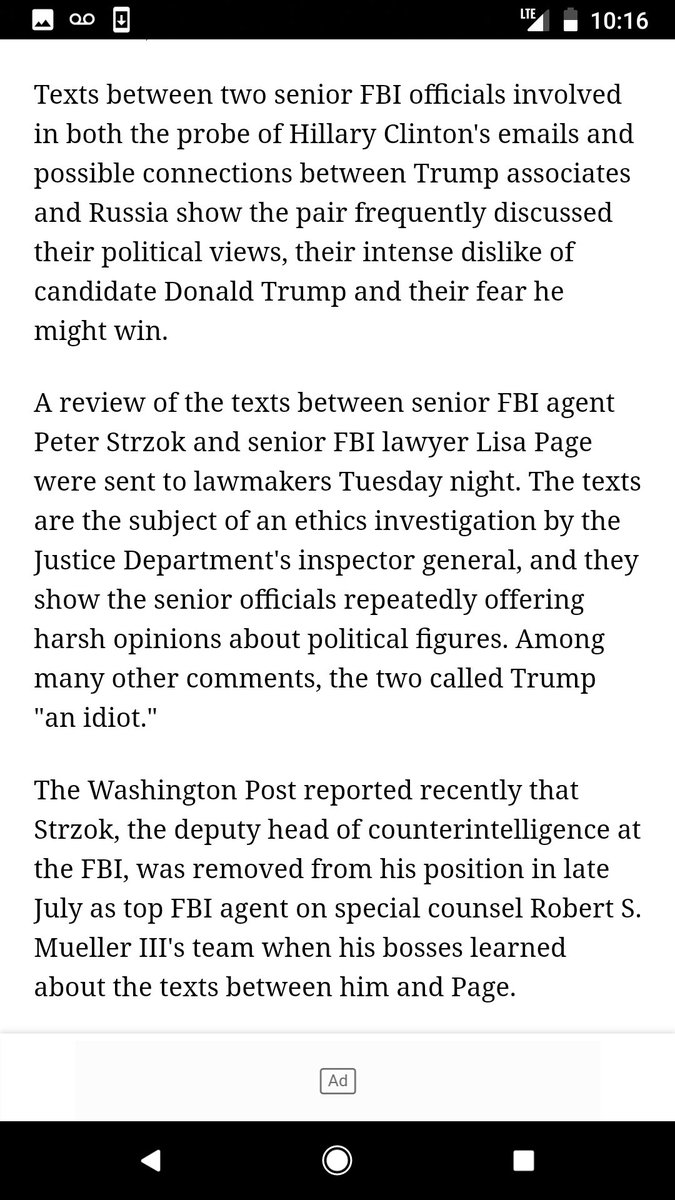 LTE 10:16
Texts between two senior FBI officials involved
in both the probe of Hillary Clinton's emails and
possible connections between Trump associates
and Russia show the pair frequently discussed
their political views, their intense dislike of
candidate Donald Trump and their fear he
might win.
A review of the texts between senior FBI agent
Peter Strzok and senior FBI lawyer Lisa Page
were sent to lawmakers Tuesday night. The texts
are the subject of an ethics investigation by the
Justice Department's inspector general, and they
show the senior officials repeatedly offering
harsh opinions about political figures. Among
many other comments, the two called Trump
"an idiot."
The Washington Post reported recently that
Strzok, the deputy head of counterintelligence at
the FBI, was removed from his position in late
July as top FBI agent on special counsel Robert S.
Mueller III's team when his bosses learned
about the texts between him and Page.
Ad